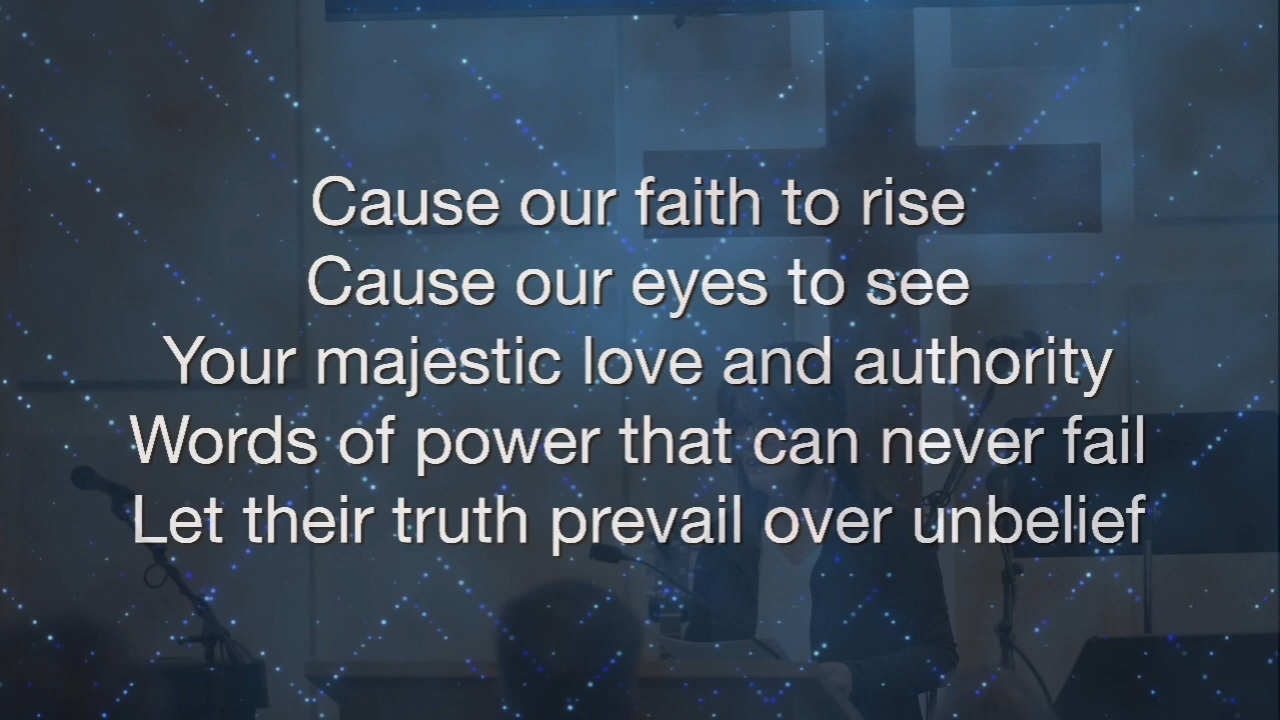 Cause our faith to rise
Cause our eyes to see
Your majestic love and authority
Words of power that can never fail
Let their truth prevail over unbelief